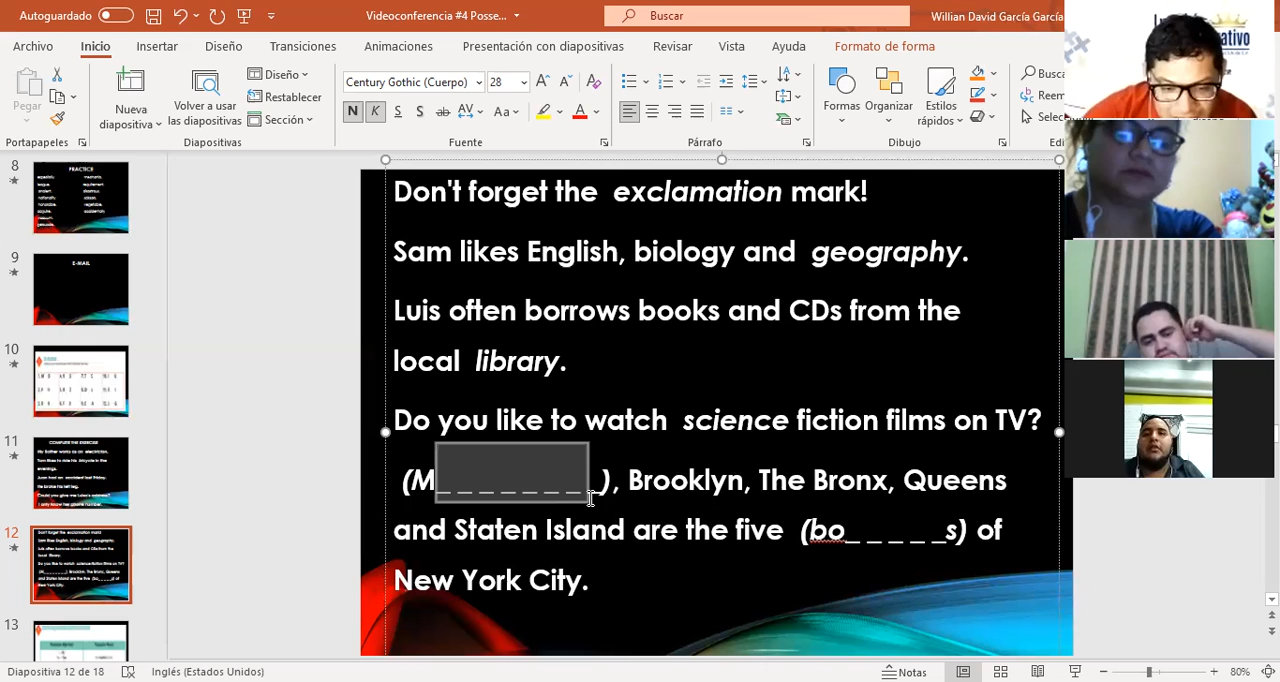 Autoguardado
Videoconferencia #4 Posse...
Buscar
Willian David García García
Archivo Inicio Insertar Diseño Transiciones Animaciones Presentación con diapositivas Revisar Vista Ayuda Formato de forma
Pegar
Nueva diapositiva
Volver a usar las diapositivas
Diseño
Restablecer
Sección
Century Gothic (Cuerpo) 28
N K S S ab AV Aa A
Formas
Organizar
Estilos rápidos
Portapapeles Diapositivas Fuente Párrafo Dibujo
8
PRACTICE
9
E-MAIL
10
11
COMPLETE THE EXERCISE
12
13
Don't forget the exclamation mark!
Sam likes English, biology and geography.
Luis often borrows books and CDs from the
local library.
Do you like to watch science fiction films on TV?
(M_ _ _ _ _ _ _ _), Brooklyn, The Bronx, Queens
and Staten Island are the five (bo_ _ _ _ _s) of
New York City.
Diapositiva 12 de 18 Inglés (Estados Unidos) Notas 80%